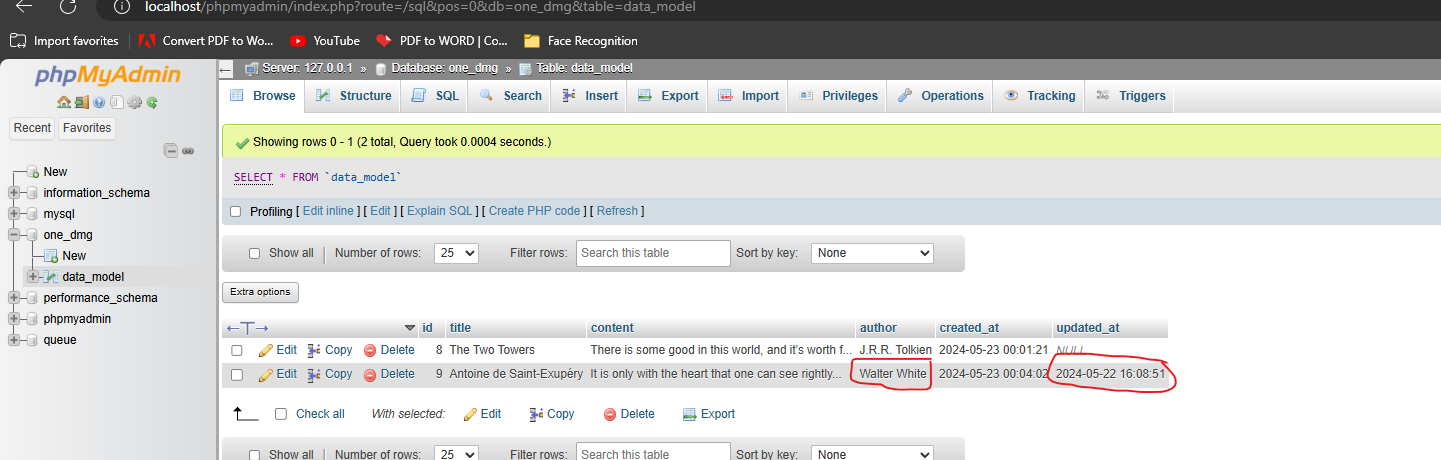 localhost/phpmyadmin/index.php?route=/sql&pos=0&db=one_dmg&table=data_model
Import favorites Convert PDF to Wo... YouTube PDF to WORD | Co... Face Recognition
phpMyAdmin
Recent Favorites
New
information_schema
mysql
one_dmg
New
data_model
performance_schema
phpmyadmin
queue
Server: 127.0.0.1 » Database: one_dmg » Table: data_model
Browse Structure SQL Search Insert Export Import Privileges Operations Tracking Triggers
Showing rows 0 - 1 (2 total, Query took 0.0004 seconds.)
SELECT * FROM `data_model`
Profiling [ Edit inline ] [ Edit ] [ Explain SQL ] [ Create PHP code ] [ Refresh ]
Show all | Number of rows: 25 Filter rows: Search this table Sort by key: None
Extra options
←T→ id title content author created_at updated_at
Edit Copy Delete 8 The Two Towers There is some good in this world, and it's worth f... J.R.R. Tolkien 2024-05-23 00:01:21 NULL
Edit Copy Delete 9 Antoine de Saint-Exupéry It is only with the heart that one can see rightly... Walter White 2024-05-23 00:04:02 2024-05-22 16:08:51
Check all With selected: Edit Copy Delete Export
Show all | Number of rows: 25 Filter rows: Search this table Sort by key: None